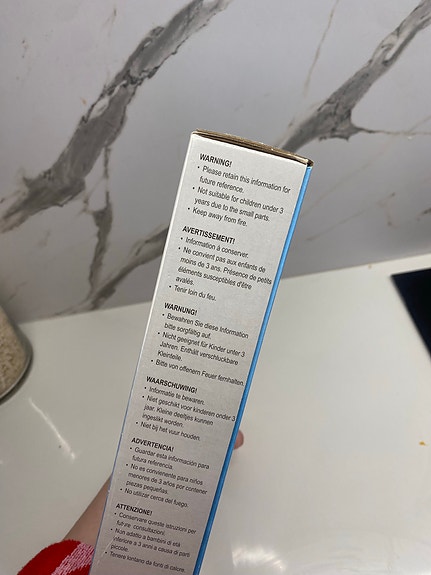 WARNING!
• Please retain this information for
future reference.
• Not suitable for children under 3
years due to the small parts.
• Keep away from fire.
AVERTISSEMENT!
• Information à conserver.
• Ne convient pas aux enfants de
moins de 3 ans. Présence de petits
éléments susceptibles d'être
avalés.
• Tenir loin du feu.
WARNUNG!
• Bewahren Sie diese Information
bitte sorgfältig auf.
• Nicht geeignet für Kinder unter 3
Jahren. Enthält verschluckbare
Kleinteile.
• Bitte von offenem Feuer fernhalten.
WAARSCHUWING!
• Informatie te bewaren.
• Niet geschikt voor kinderen onder 3
jaar. Kleine deeltjes kunnen
ingeslikt worden.
• Niet bij het vuur houden.
ADVERTENCIA!
• Guardar esta información para
futura referencia.
• No es conveniente para niños
menores de 3 años por contener
piezas pequeñas.
• No utilizar cerca del fuego.
ATTENZIONE!
• Conservare queste istruzioni per
future consultazioni.
• Non adatto a bambini di età
inferiore a 3 anni a causa di parti
piccole.
• Tenere lontano da fonti di calore.